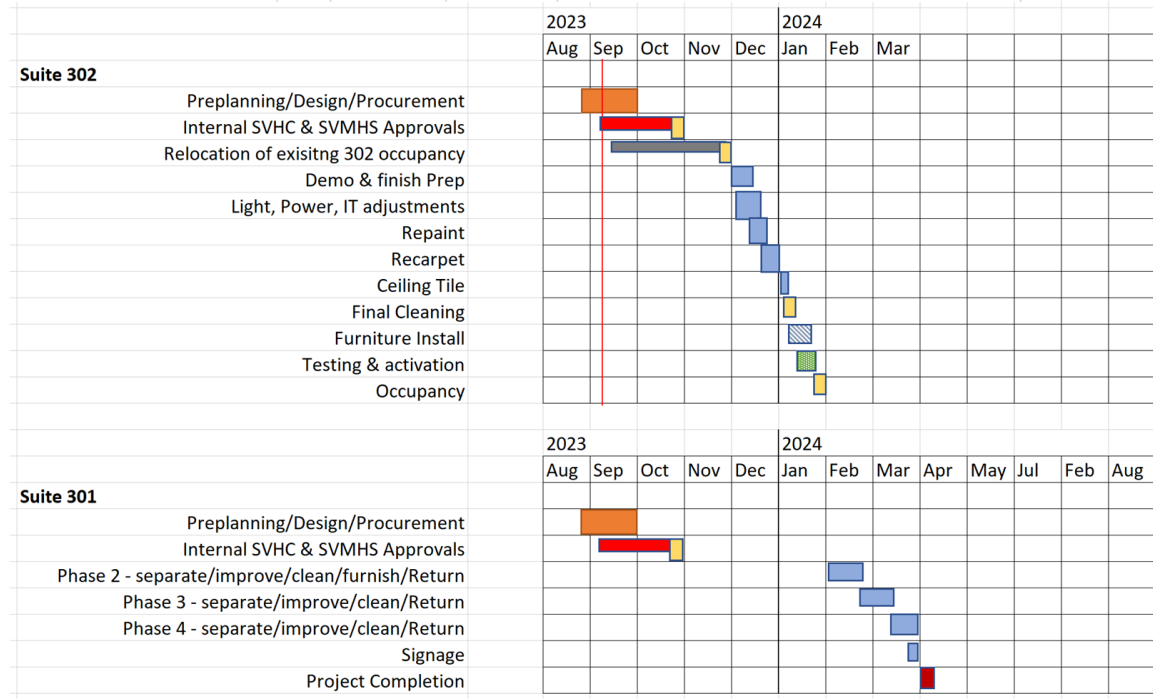 2023 2024
Aug Sep Oct Nov Dec Jan Feb Mar
Suite 302
Preplanning/Design/Procurement
Internal SVHC & SVMHS Approvals
Relocation of exisitng 302 occupancy
Demo & finish Prep
Light, Power, IT adjustments
Repaint
Recarpet
Ceiling Tile
Final Cleaning
Furniture Install
Testing & activation
Occupancy
2023 2024
Aug Sep Oct Nov Dec Jan Feb Mar Apr May Jul Feb Aug
Suite 301
Preplanning/Design/Procurement
Internal SVHC & SVMHS Approvals
Phase 2 - separate/improve/clean/furnish/Return
Phase 3 - separate/improve/clean/Return
Phase 4 - separate/improve/clean/Return
Signage
Project Completion